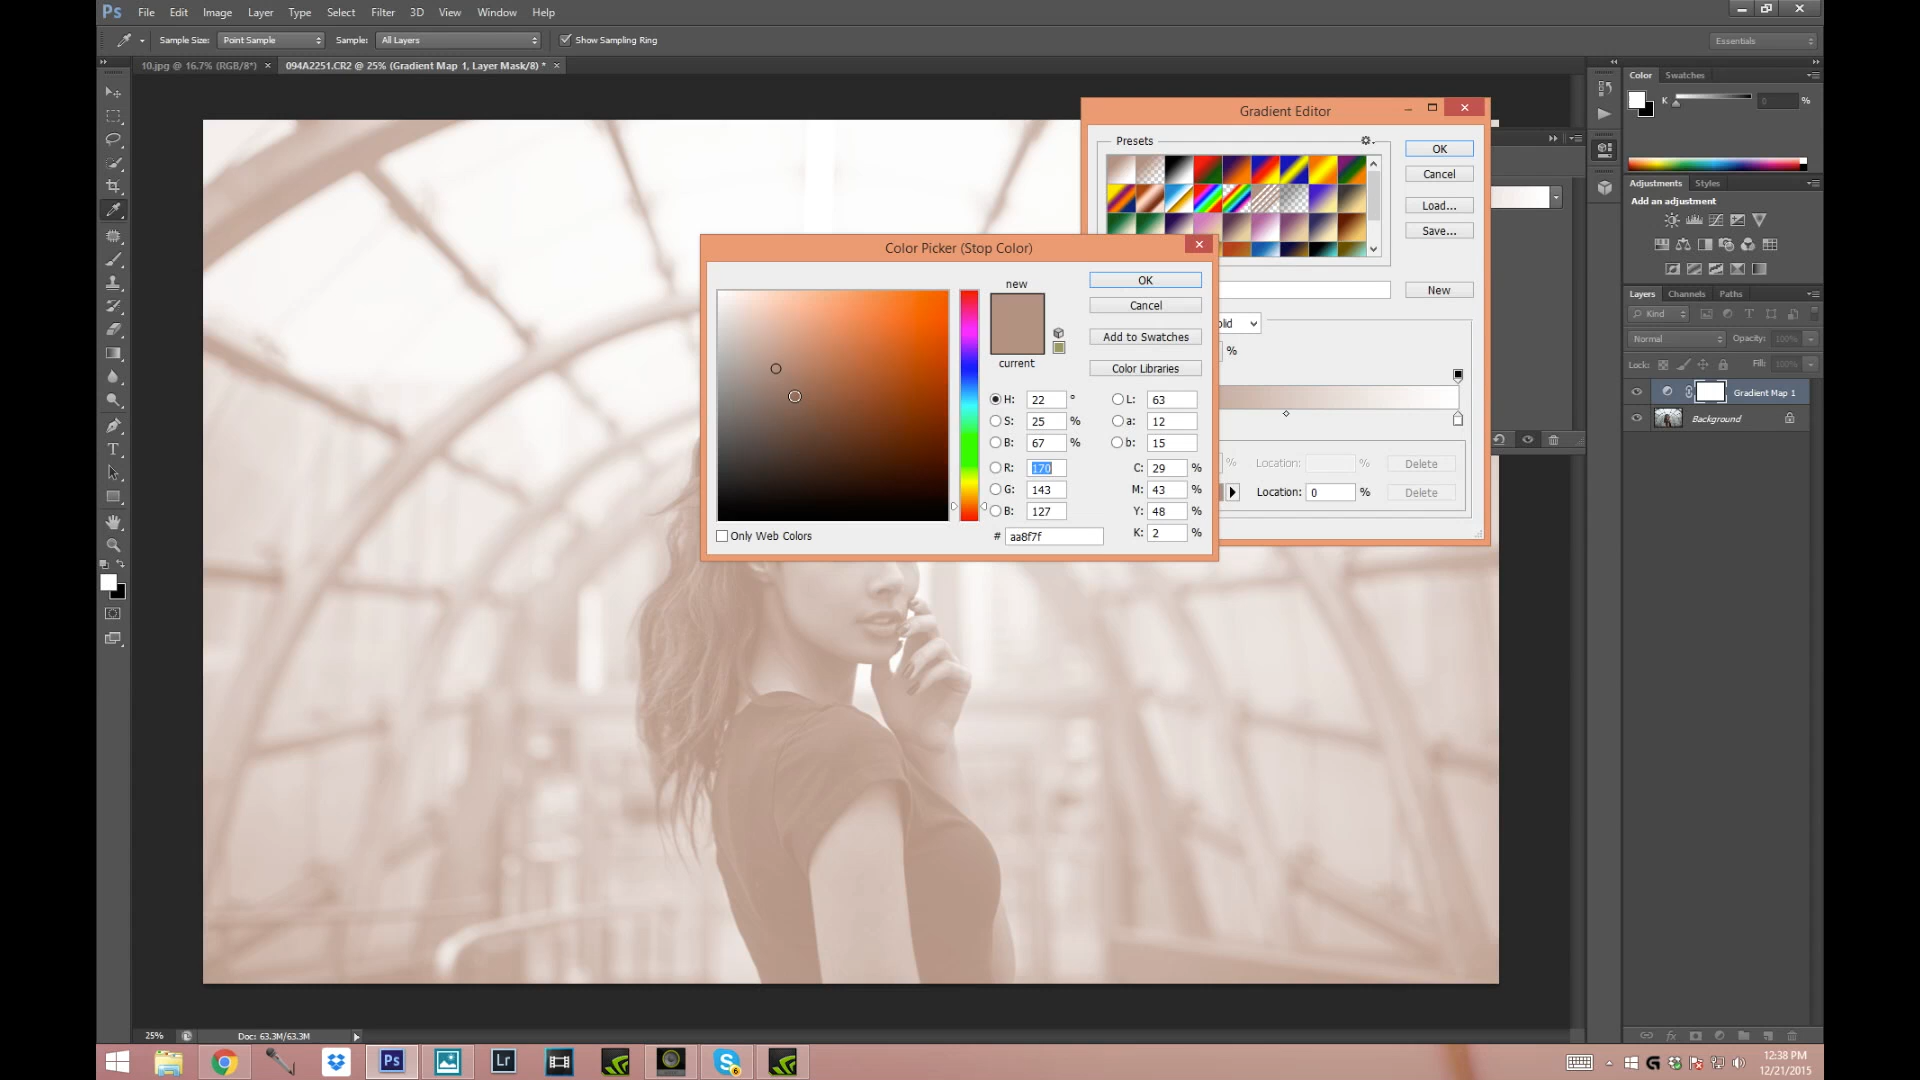 Ps File Edit Image Layer Type Select Filter 3D View Window Help
Sample Size: Point Sample Sample: All Layers Show Sampling Ring Essentials
10.jpg @ 16.7% (RGB/8*) × 094A2251.CR2 @ 25% (Gradient Map 1, Layer Mask/8) * ×
Color Swatches
K 0 %
Gradient Editor
Presets
OK
Cancel
Load...
Save...
New
%
Location: %
Delete
Location: 0 %
Delete
Color Picker (Stop Color)
new
current
OK
Cancel
Add to Swatches
Color Libraries
H: 22 ° L: 63
S: 25 % a: 12
B: 67 % b: 15
R: 170 C: 29 %
G: 143 M: 43 %
B: 127 Y: 48 %
# aa8f7f K: 2 %
Only Web Colors
Adjustments Styles
Add an adjustment
Layers Channels Paths
Kind
Normal Opacity: 100%
Lock: Fill: 100%
Gradient Map 1
Background
25% Doc: 63.3M/63.3M
Ps Lr 6
12:38 PM
12/21/2015